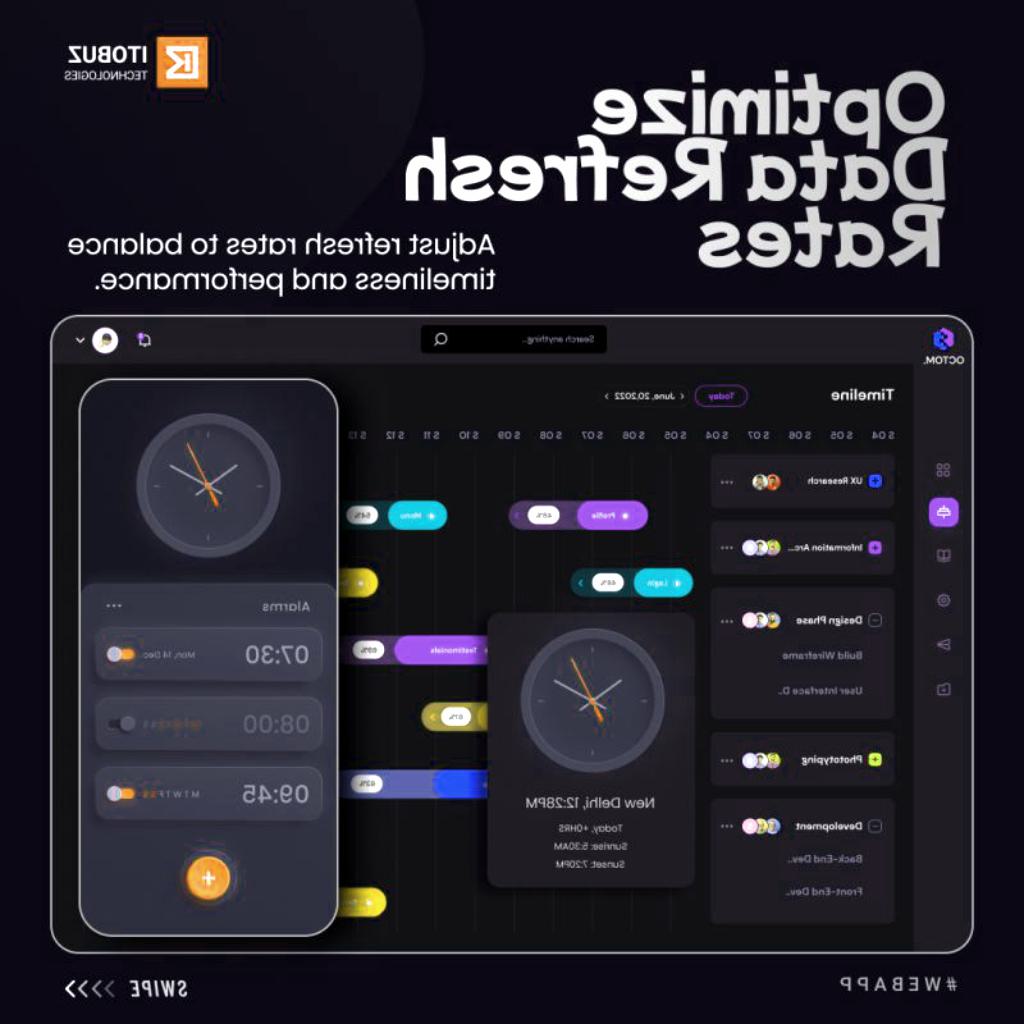 ITOBUZ
TECHNOLOGIES
Optimize
Data Refresh
Rates
Adjust refresh rates to balance
timeliness and performance.
OCTOM.
Search anything..
Timeline
Today
June, 20,2022
S 04 S 05 S 06 S 07 S 04 S 05 S 06 S 07 S 08 S 09 S 10 S 11 S 12 S 13
UX Research
Information Arc...
Design Phase
Build Wireframe
User Interface D..
Phototyping
Development
Back-End Dev..
Front-End Dev..
Profile 48%
Menu 64%
Login
Testimonials 69%
67%
New Delhi, 12:28PM
Today, +0HRS
Sunrise: 5:30AM
Sunset: 7:20PM
Alarms
07:30 Mon, 14 Dec
08:00
09:45 M T W T F S S
#WEBAPP
SWIPE